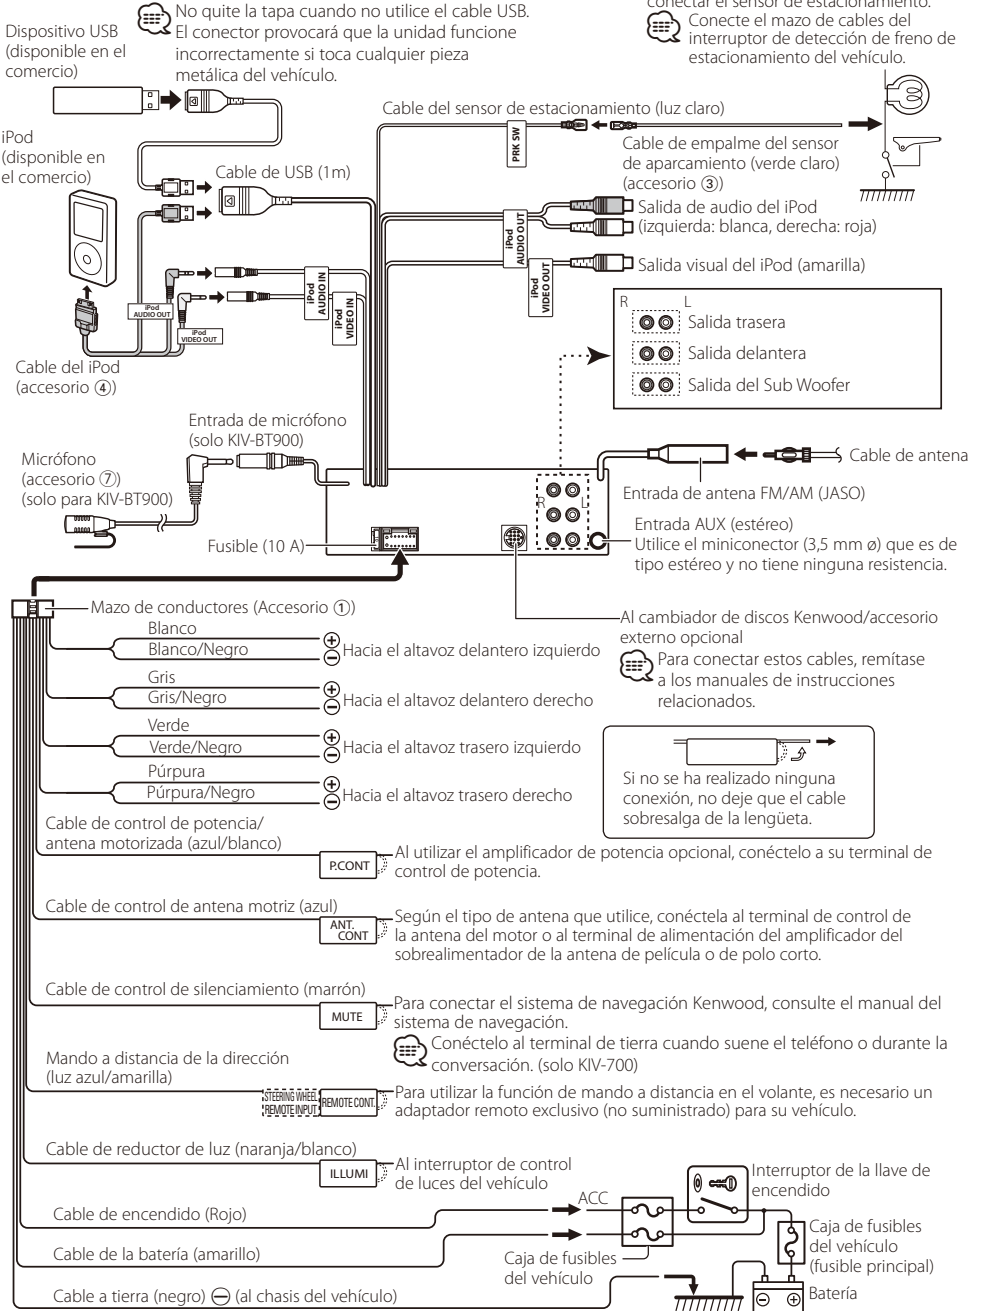 conectar el sensor de estacionamiento.
No quite la tapa cuando no utilice el cable USB.
El conector provocará que la unidad funcione
incorrectamente si toca cualquier pieza
metálica del vehículo.
Dispositivo USB
(disponible en el
comercio)
Conecte el mazo de cables del
interruptor de detección de freno de
estacionamiento del vehículo.
Cable del sensor de estacionamiento (luz claro)
PRK SW
Cable de empalme del sensor
de aparcamiento (verde claro)
(accesorio ③)
iPod
(disponible en
el comercio)
Cable de USB (1m)
iPod
AUDIO OUT
Salida de audio del iPod
(izquierda: blanca, derecha: roja)
iPod
VIDEO OUT
Salida visual del iPod (amarilla)
iPod
AUDIO IN
iPod
VIDEO IN
iPod
AUDIO OUT
iPod
VIDEO OUT
Cable del iPod
(accesorio ④)
R L
Salida trasera
Salida delantera
Salida del Sub Woofer
Entrada de micrófono
(solo KIV-BT900)
Micrófono
(accesorio ⑦)
(solo para KIV-BT900)
Cable de antena
Entrada de antena FM/AM (JASO)
R L
Entrada AUX (estéreo)
Utilice el miniconector (3,5 mm ø) que es de
tipo estéreo y no tiene ninguna resistencia.
Fusible (10 A)
Mazo de conductores (Accesorio ①)
Al cambiador de discos Kenwood/accesorio
externo opcional
Para conectar estos cables, remítase
a los manuales de instrucciones
relacionados.
Blanco
Blanco/Negro
⊕
⊖
Hacia el altavoz delantero izquierdo
Gris
Gris/Negro
⊕
⊖
Hacia el altavoz delantero derecho
Verde
Verde/Negro
⊕
⊖
Hacia el altavoz trasero izquierdo
Púrpura
Púrpura/Negro
⊕
⊖
Hacia el altavoz trasero derecho
Si no se ha realizado ninguna
conexión, no deje que el cable
sobresalga de la lengüeta.
Cable de control de potencia/
antena motorizada (azul/blanco)
P.CONT
Al utilizar el amplificador de potencia opcional, conéctelo a su terminal de
control de potencia.
Cable de control de antena motriz (azul)
ANT.
CONT
Según el tipo de antena que utilice, conéctela al terminal de control de
la antena del motor o al terminal de alimentación del amplificador del
sobrealimentador de la antena de película o de polo corto.
Cable de control de silenciamiento (marrón)
MUTE
Para conectar el sistema de navegación Kenwood, consulte el manual del
sistema de navegación.
Conéctelo al terminal de tierra cuando suene el teléfono o durante la
conversación. (solo KIV-700)
Mando a distancia de la dirección
(luz azul/amarilla)
STEERING WHEEL
REMOTE INPUT
REMOTE CONT.
Para utilizar la función de mando a distancia en el volante, es necesario un
adaptador remoto exclusivo (no suministrado) para su vehículo.
Cable de reductor de luz (naranja/blanco)
ILLUMI
Al interruptor de control
de luces del vehículo
Interruptor de la llave de
encendido
Cable de encendido (Rojo)
ACC
Cable de la batería (amarillo)
Caja de fusibles
del vehículo
Caja de fusibles
del vehículo
(fusible principal)
Cable a tierra (negro) ⊖ (al chasis del vehículo)
⊖ ⊕
Batería